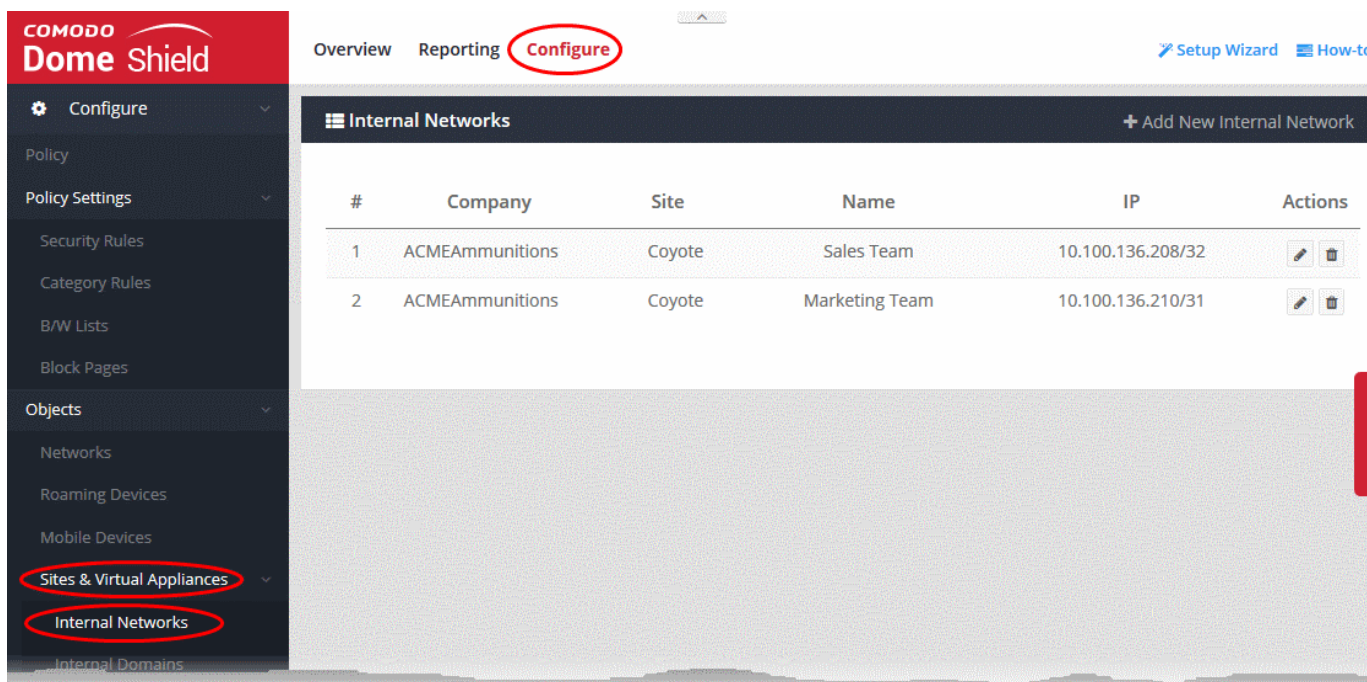 COMODO
Dome Shield
Overview Reporting Configure
Setup Wizard How-to
Configure
Policy
Policy Settings
Security Rules
Category Rules
B/W Lists
Block Pages
Objects
Networks
Roaming Devices
Mobile Devices
Sites & Virtual Appliances
Internal Networks
Internal Domains
Internal Networks + Add New Internal Network
# Company Site Name IP Actions
1 ACMEAmmunitions Coyote Sales Team 10.100.136.208/32
2 ACMEAmmunitions Coyote Marketing Team 10.100.136.210/31